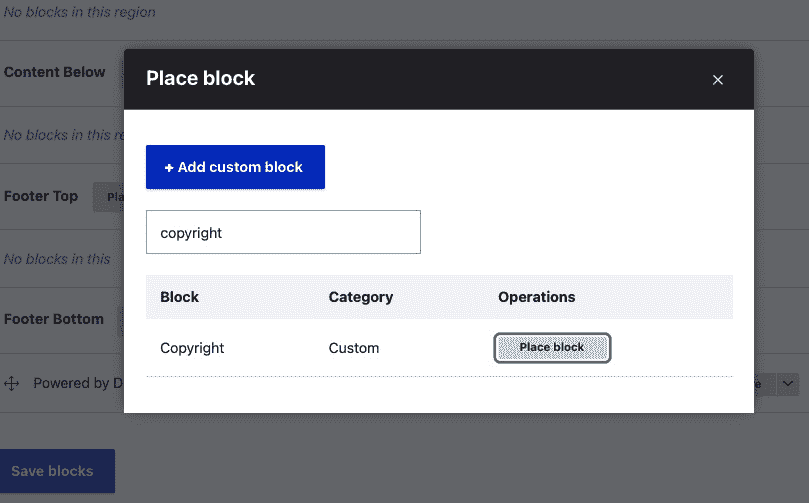 No blocks in this region
Content Below
Place block
+ Add custom block
No blocks in this re
Footer Top
Pla
copyright
No blocks in this
Block Category Operations
Footer Bottom
Copyright Custom Place block
Powered by D
Save blocks